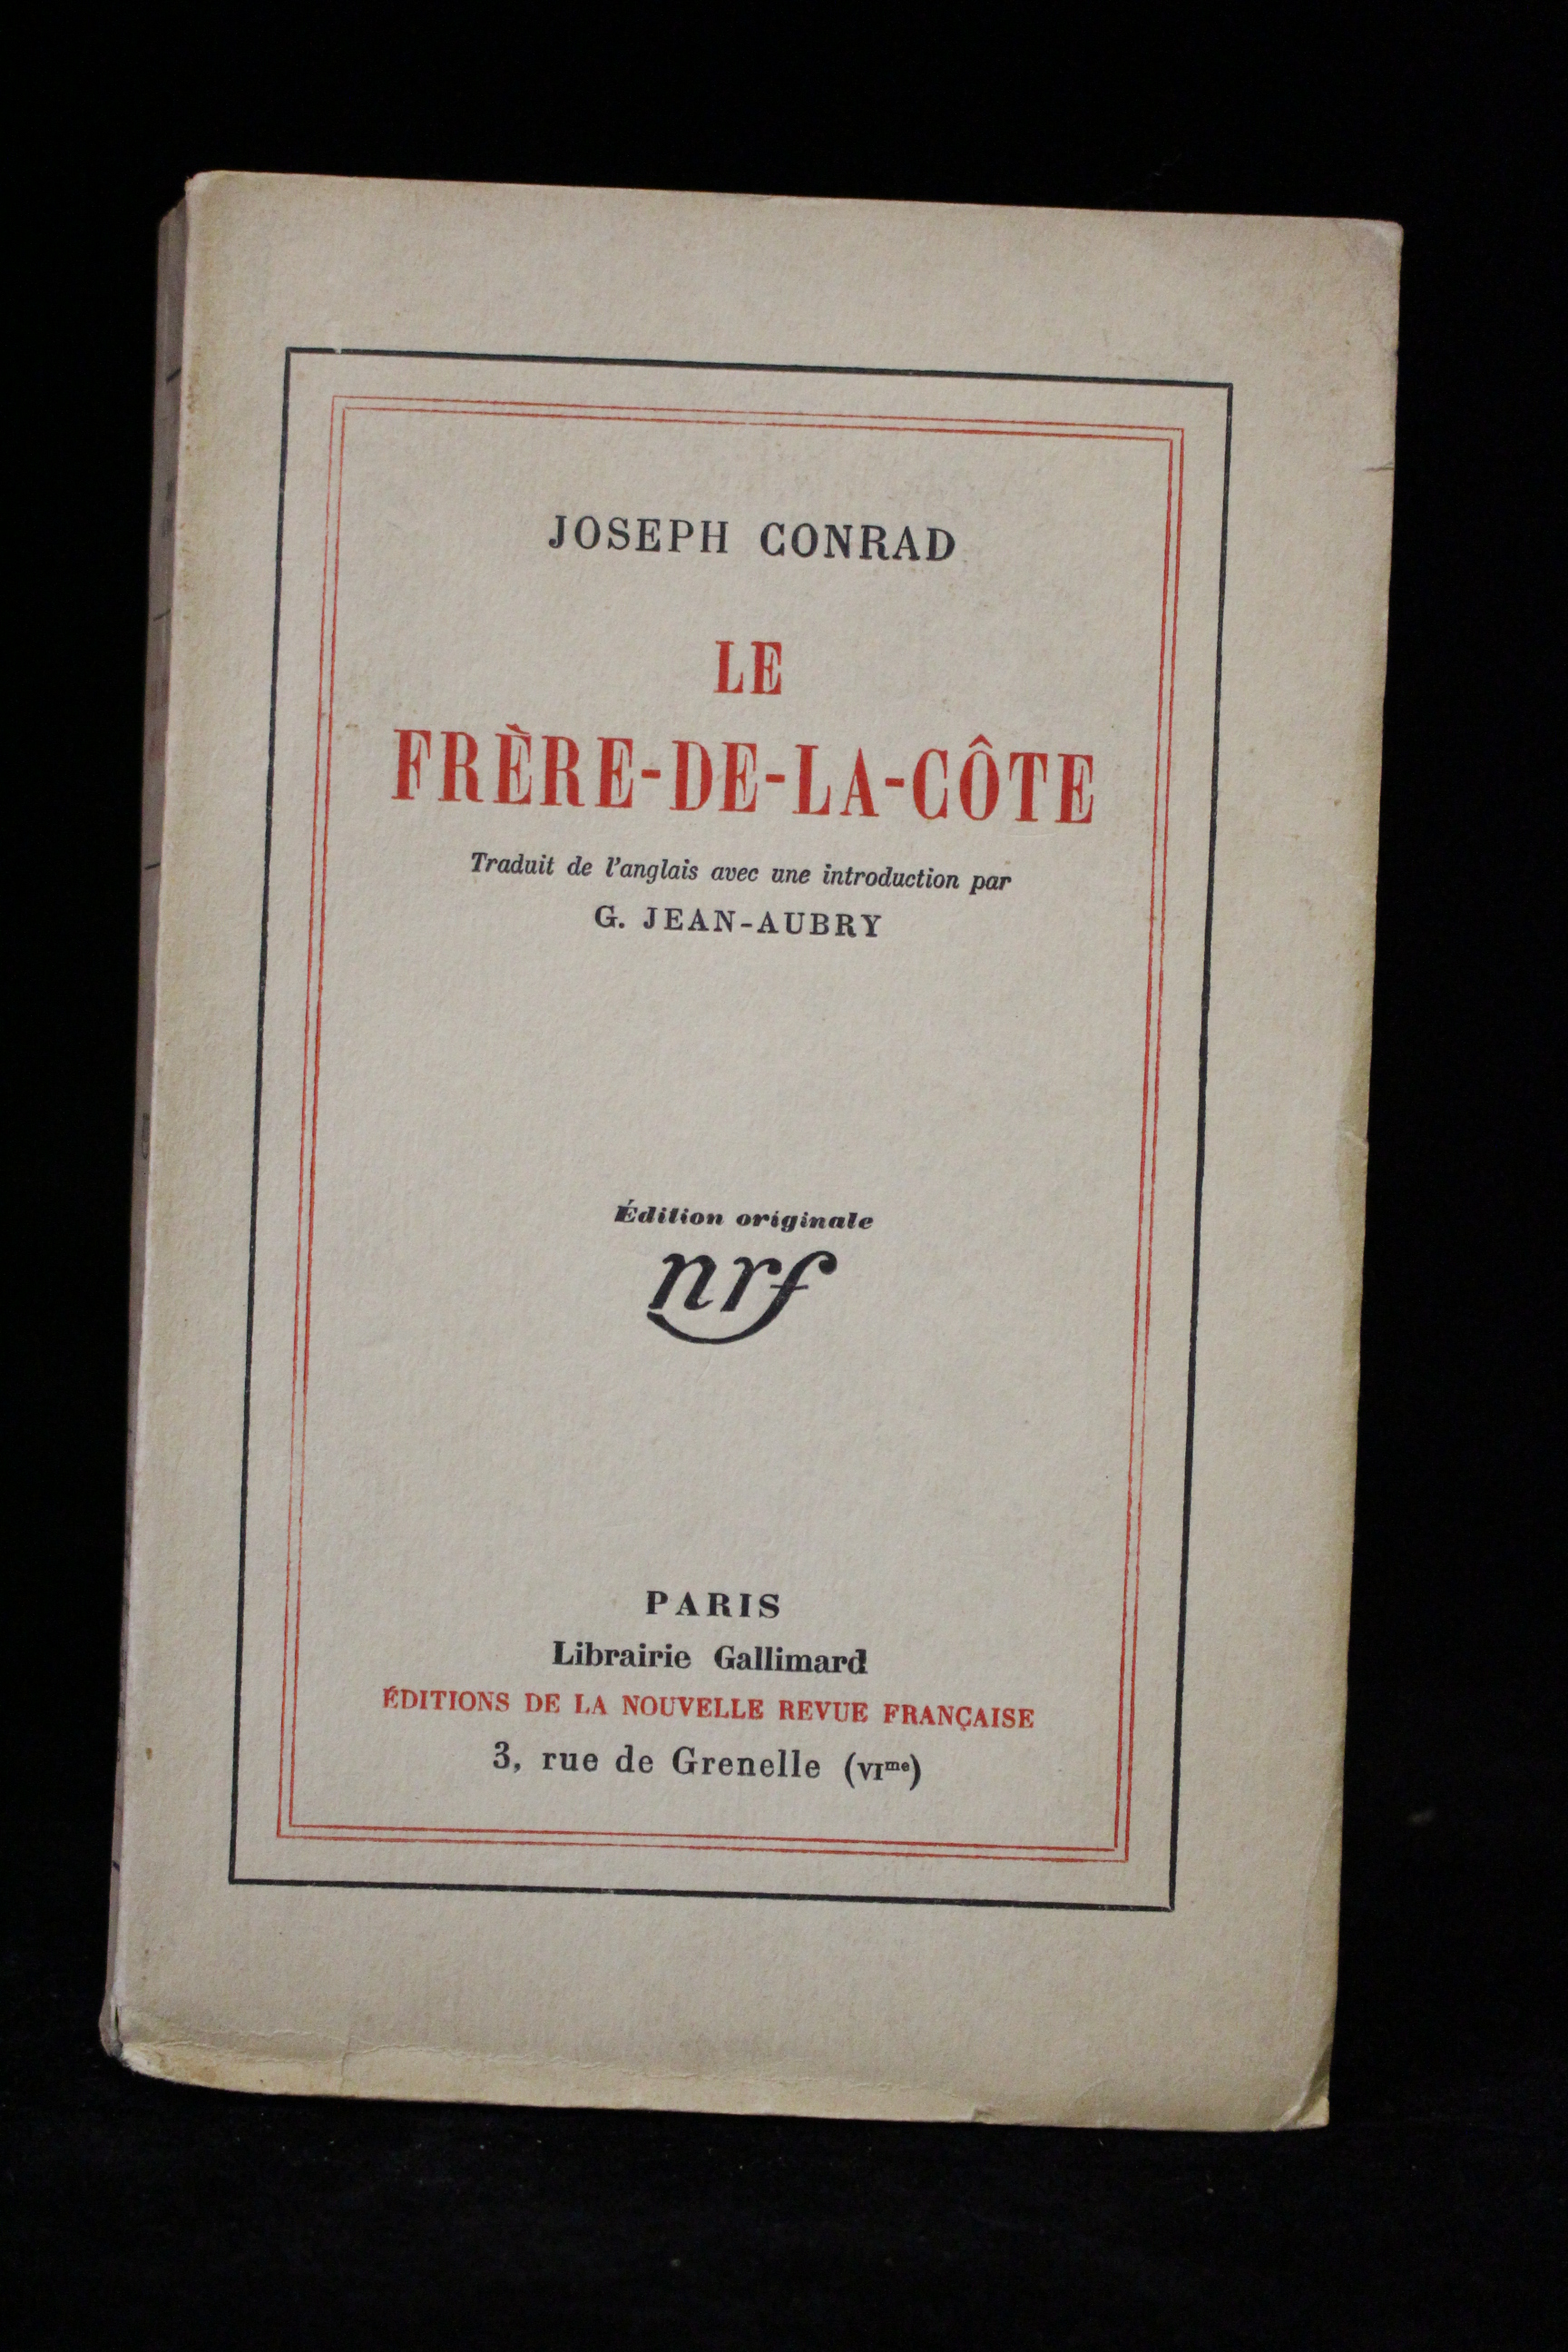 JOSEPH CONRAD
LE
FRÈRE-DE-LA-CÔTE
Traduit de l'anglais avec une introduction par
G. JEAN-AUBRY
Édition originale
nrf
PARIS
Librairie Gallimard
ÉDITIONS DE LA NOUVELLE REVUE FRANÇAISE
3, rue de Grenelle (VIme)